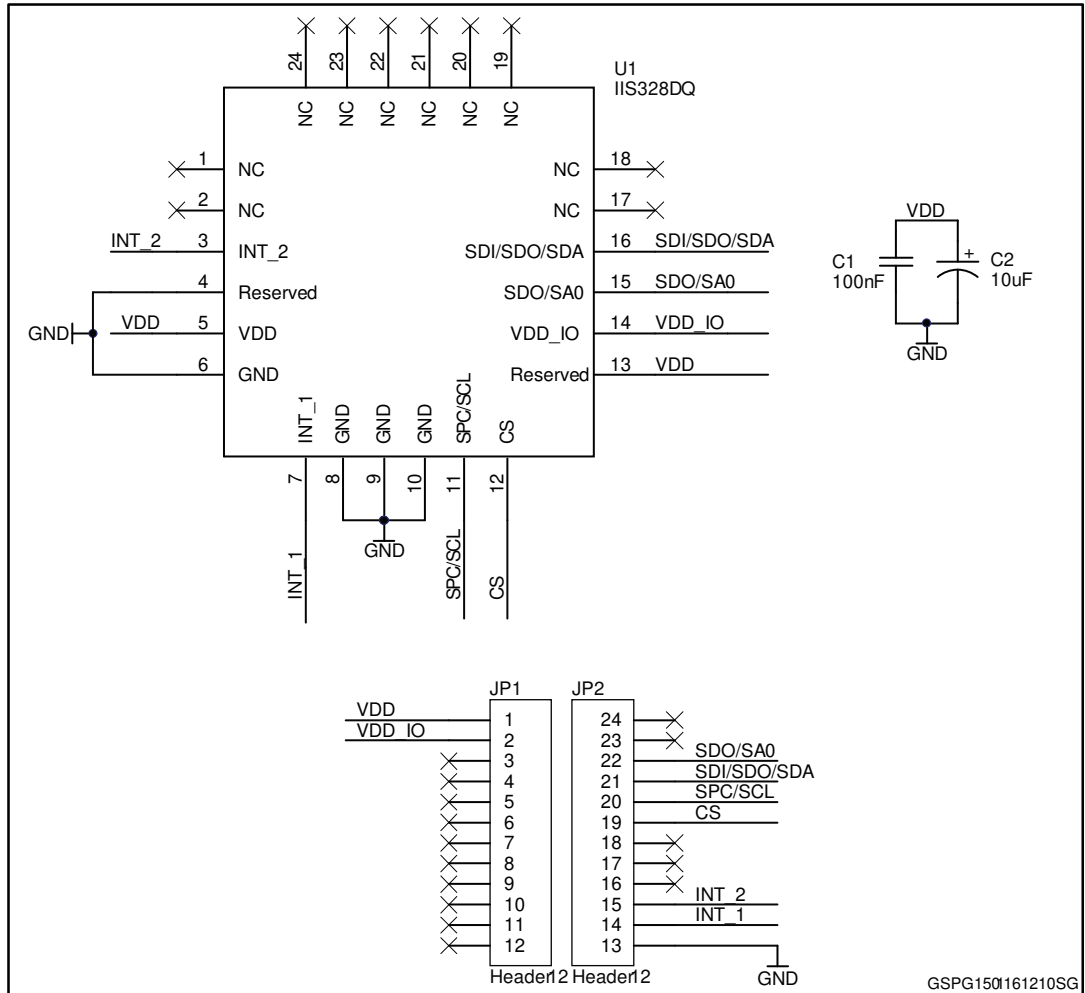 24 23 22 21 20 19
NC NC NC NC NC NC
U1
IIS328DQ
1 NC
2 NC
INT_2 3 INT_2
4 Reserved
GND VDD 5 VDD
6 GND
NC 18
NC 17
SDI/SDO/SDA 16 SDI/SDO/SDA
SDO/SA0 15 SDO/SA0
VDD_IO 14 VDD_IO
Reserved 13 VDD
INT_1 GND GND GND SPC/SCL CS
7 8 9 10 11 12
GND
INT_1 SPC/SCL CS
VDD
C1
100nF
+ C2
10uF
GND
JP1
VDD 1
VDD_IO 2
3
4
5
6
7
8
9
10
11
12
Header12
JP2
24
23
22 SDO/SA0
21 SDI/SDO/SDA
20 SPC/SCL
19 CS
18
17
16
15 INT_2
14 INT_1
13
Header12
GND
GSPG1501161210SG